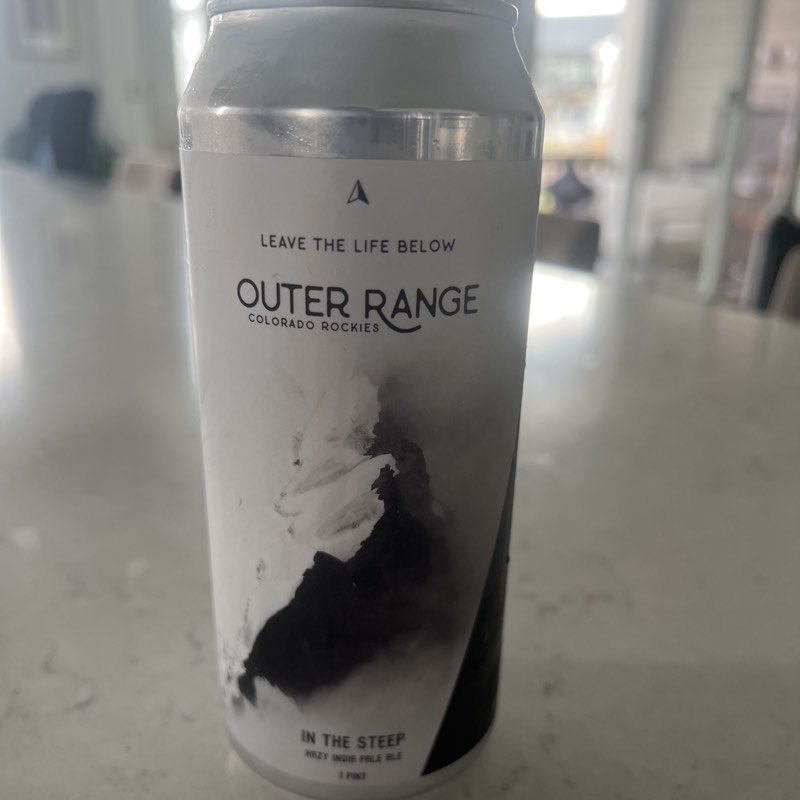 LEAVE THE LIFE BELOW
OUTER RANGE
COLORADO ROCKIES
IN THE STEEP
HAZY INDIA PALE ALE
1 PINT